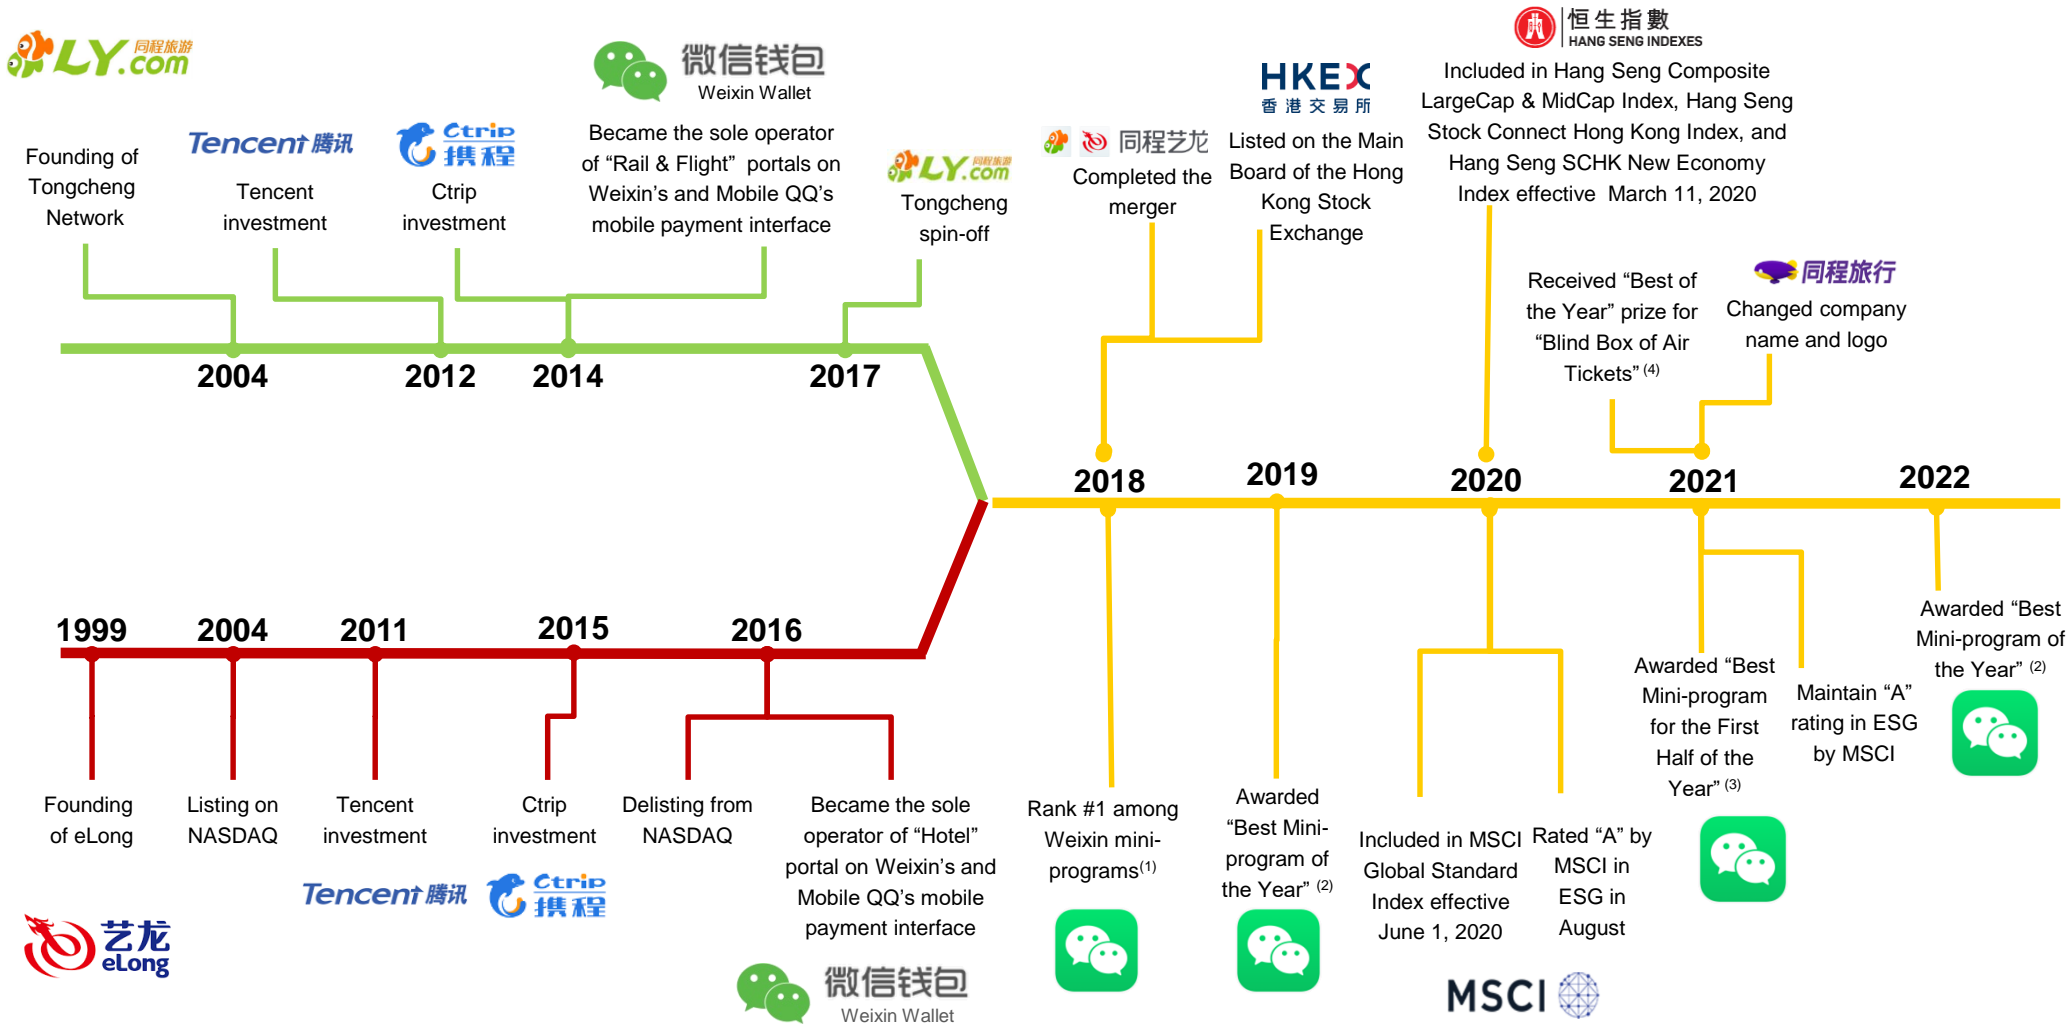 LY.com 同程旅游
Founding of
Tongcheng
Network
Tencent 腾讯
Tencent
investment
Ctrip
携程
Ctrip
investment
微信钱包
Weixin Wallet
Became the sole operator
of “Rail & Flight” portals on
Weixin’s and Mobile QQ’s
mobile payment interface
LY.com 同程旅游
Tongcheng
spin-off
同程艺龙
Completed the
merger
HKEX
香港交易所
Listed on the Main
Board of the Hong
Kong Stock
Exchange
恒生指數
HANG SENG INDEXES
Included in Hang Seng Composite
LargeCap & MidCap Index, Hang Seng
Stock Connect Hong Kong Index, and
Hang Seng SCHK New Economy
Index effective March 11, 2020
Received “Best of
the Year” prize for
“Blind Box of Air
Tickets” (4)
同程旅行
Changed company
name and logo
2004
2012
2014
2017
2018
2019
2020
2021
2022
1999
2004
2011
2015
2016
Founding
of eLong
艺龙
eLong
Listing on
NASDAQ
Tencent
investment
Tencent 腾讯
Ctrip
investment
Ctrip
携程
Delisting from
NASDAQ
Became the sole
operator of “Hotel”
portal on Weixin’s and
Mobile QQ’s mobile
payment interface
微信钱包
Weixin Wallet
Rank #1 among
Weixin mini-
programs(1)
Awarded
“Best Mini-
program of
the Year” (2)
Included in MSCI
Global Standard
Index effective
June 1, 2020
Rated “A” by
MSCI in
ESG in
August
MSCI
Awarded “Best
Mini-program
for the First
Half of the
Year” (3)
Maintain “A”
rating in ESG
by MSCI
Awarded “Best
Mini-program of
the Year” (2)